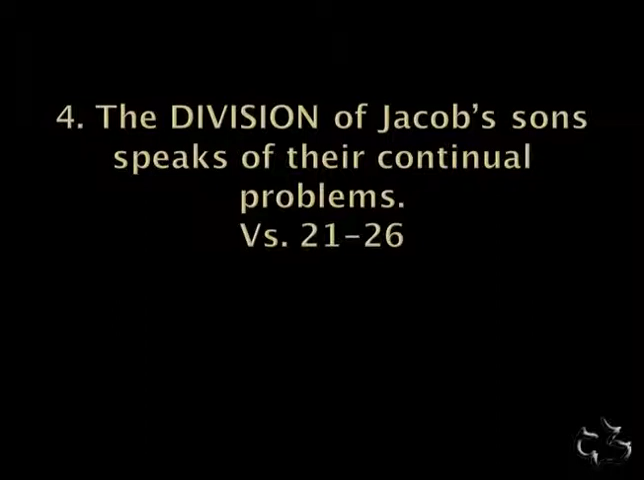 4. The DIVISION of Jacob's sons
speaks of their continual
problems.
Vs. 21-26